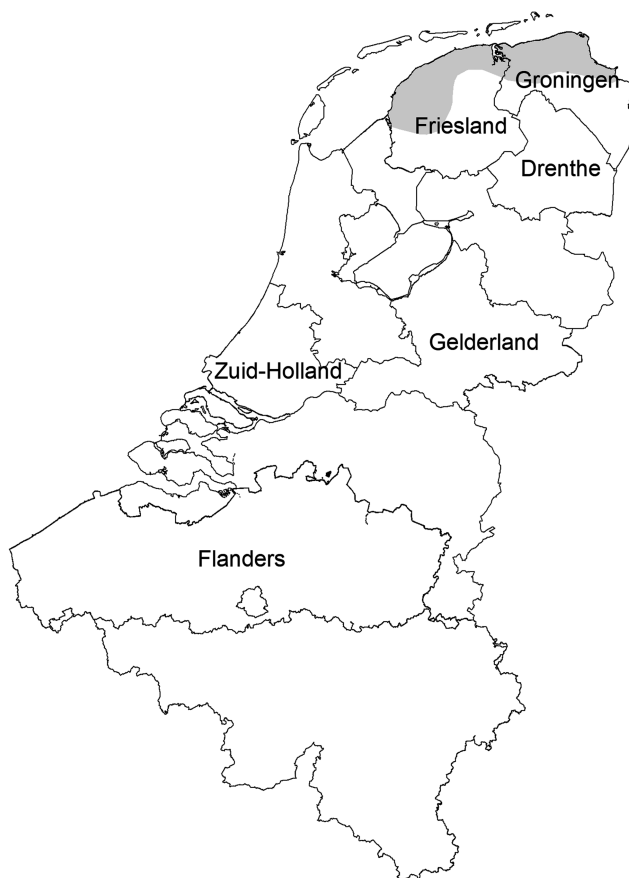 Groningen
Friesland
Drenthe
Gelderland
Zuid-Holland
Flanders